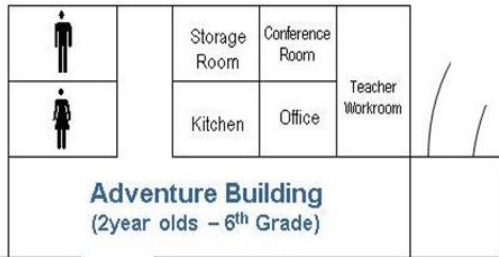 Storage
Room
Conference
Room
Teacher
Workroom
Kitchen
Office
Adventure Building
(2year olds – 6th Grade)